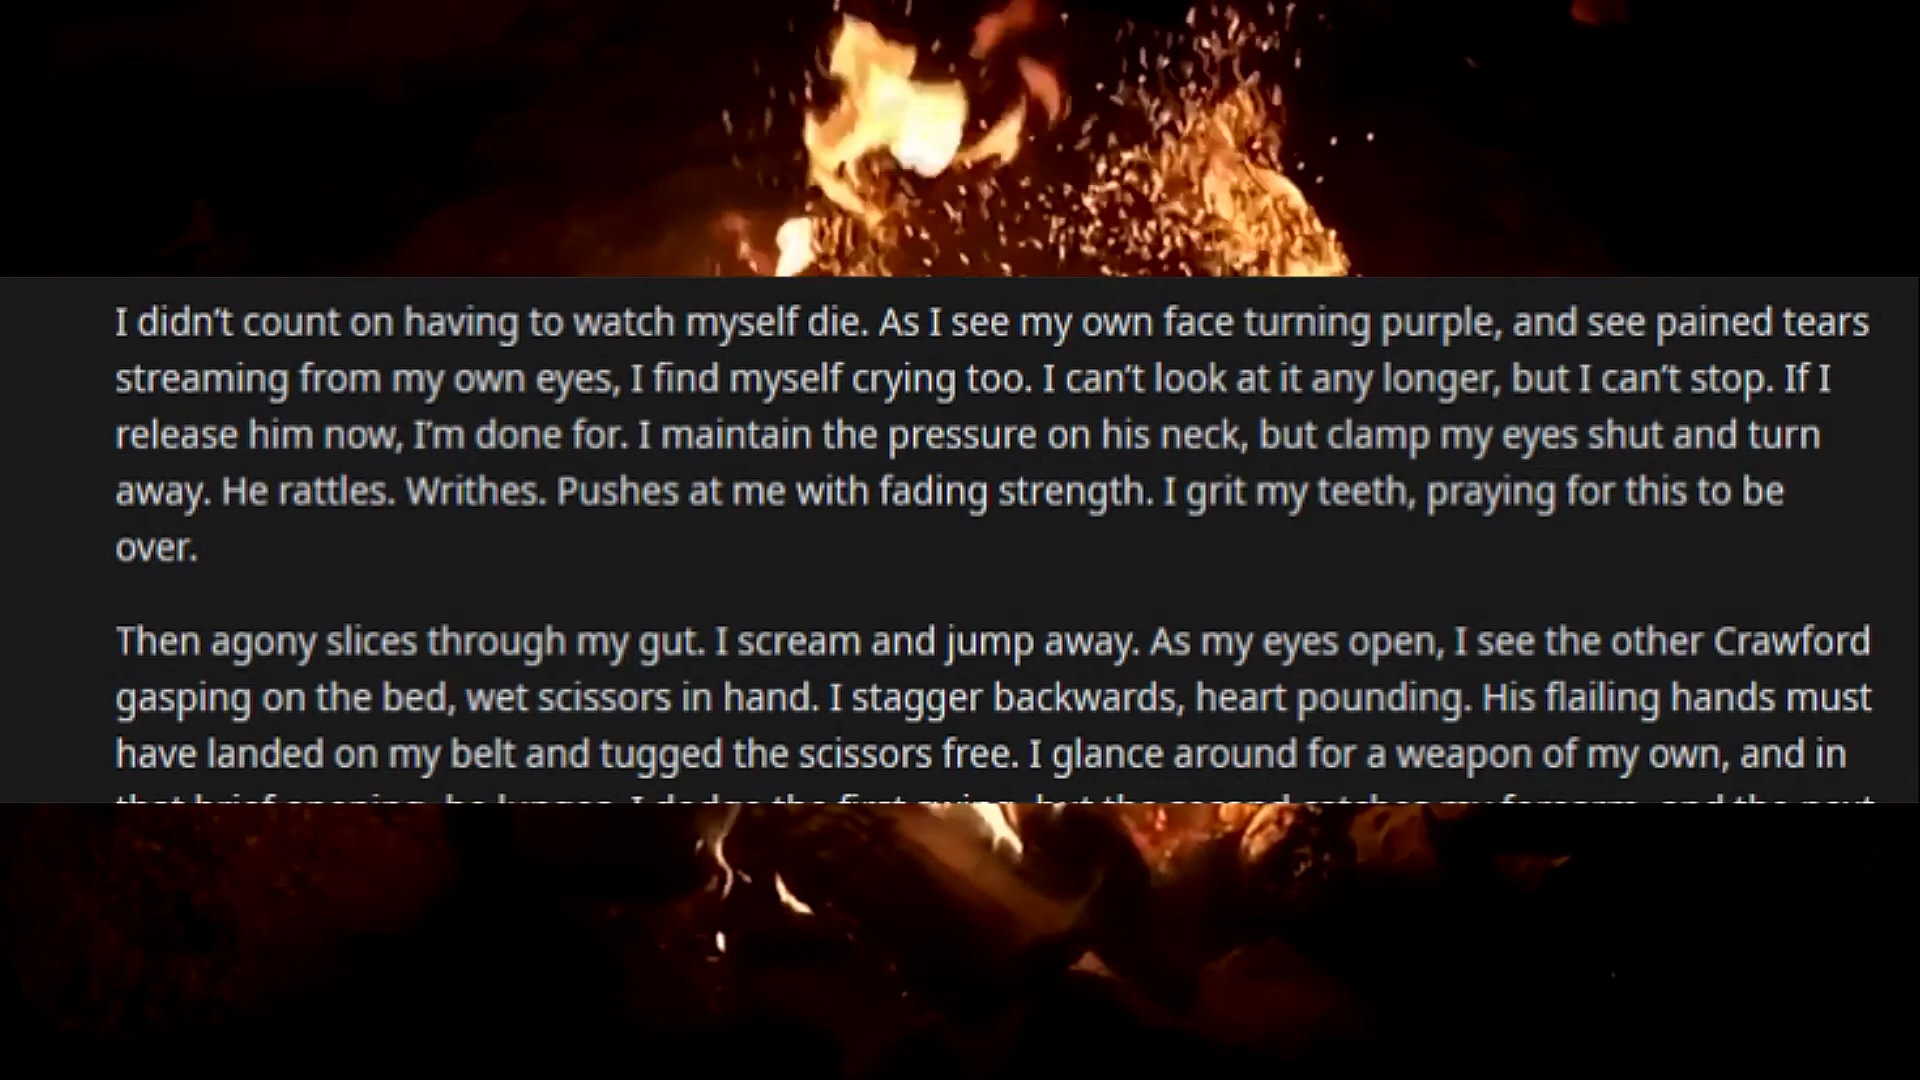 I didn’t count on having to watch myself die. As I see my own face turning purple, and see pained tears
streaming from my own eyes, I find myself crying too. I can’t look at it any longer, but I can’t stop. If I
release him now, I’m done for. I maintain the pressure on his neck, but clamp my eyes shut and turn
away. He rattles. Writhes. Pushes at me with fading strength. I grit my teeth, praying for this to be
over.
Then agony slices through my gut. I scream and jump away. As my eyes open, I see the other Crawford
gasping on the bed, wet scissors in hand. I stagger backwards, heart pounding. His flailing hands must
have landed on my belt and tugged the scissors free. I glance around for a weapon of my own, and in